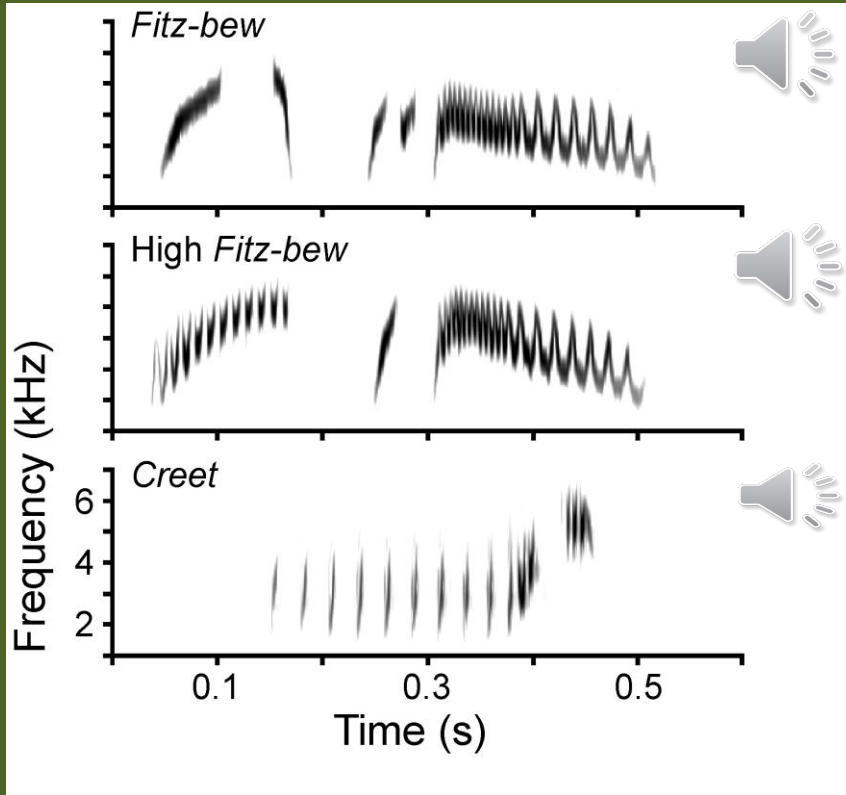 Fitz-bew
High Fitz-bew
Creet
Frequency (kHz)
6
4
2
0.1 0.3 0.5
Time (s)